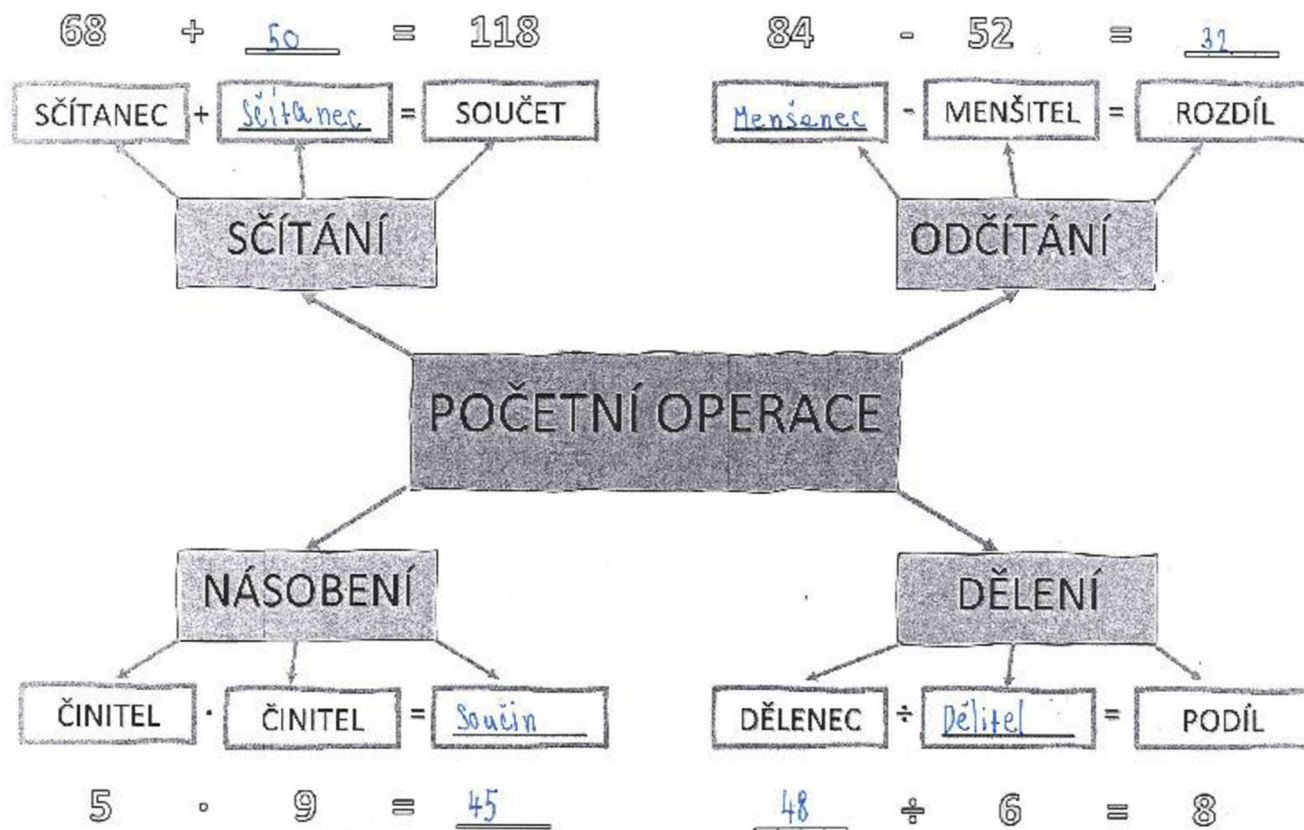 68 + 50 = 118
84 - 52 = 32
SČÍTANEC + Sčítanec = SOUČET
Menšenec - MENŠITEL = ROZDÍL
SČÍTÁNÍ
ODČÍTÁNÍ
POČETNÍ OPERACE
NÁSOBENÍ
DĚLENÍ
ČINITEL · ČINITEL = Součin
DĚLENEC ÷ Dělitel = PODÍL
5 · 9 = 45
48 ÷ 6 = 8